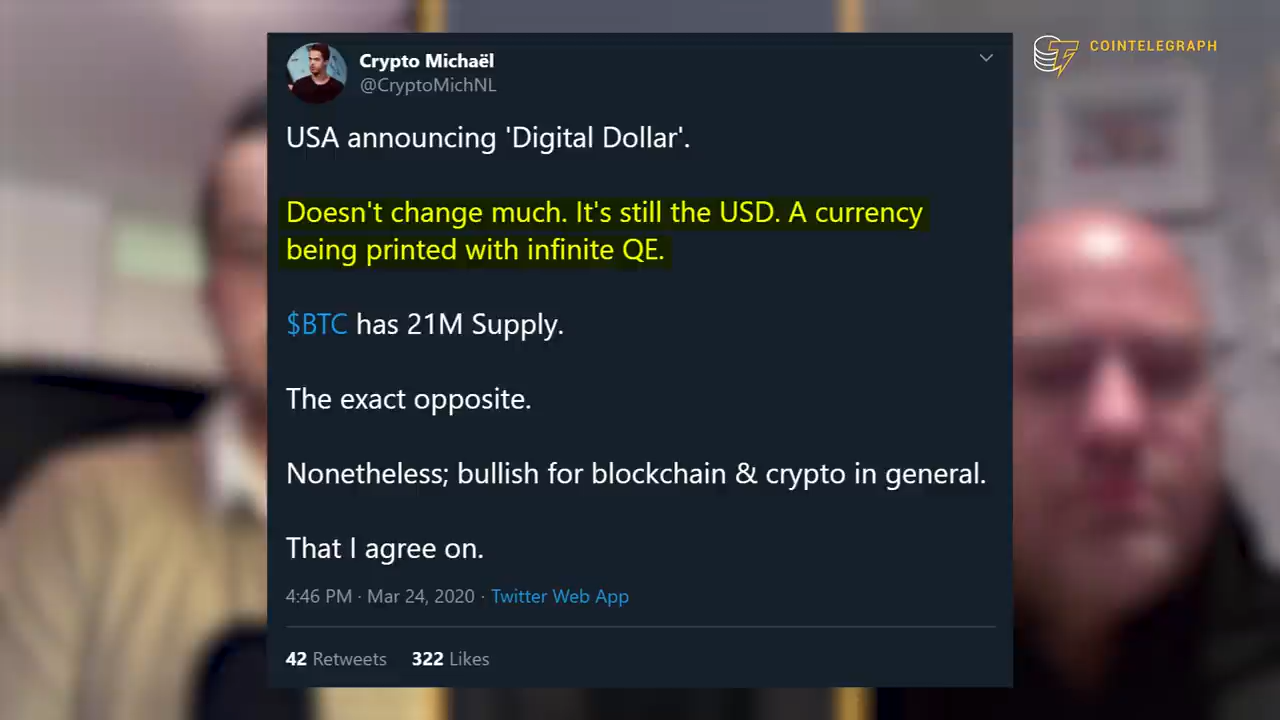 COINTELEGRAPH
Crypto Michaël
@CryptoMichNL
USA announcing 'Digital Dollar'.
Doesn't change much. It's still the USD. A currency
being printed with infinite QE.
$BTC has 21M Supply.
The exact opposite.
Nonetheless; bullish for blockchain & crypto in general.
That I agree on.
4:46 PM · Mar 24, 2020 · Twitter Web App
42 Retweets 322 Likes